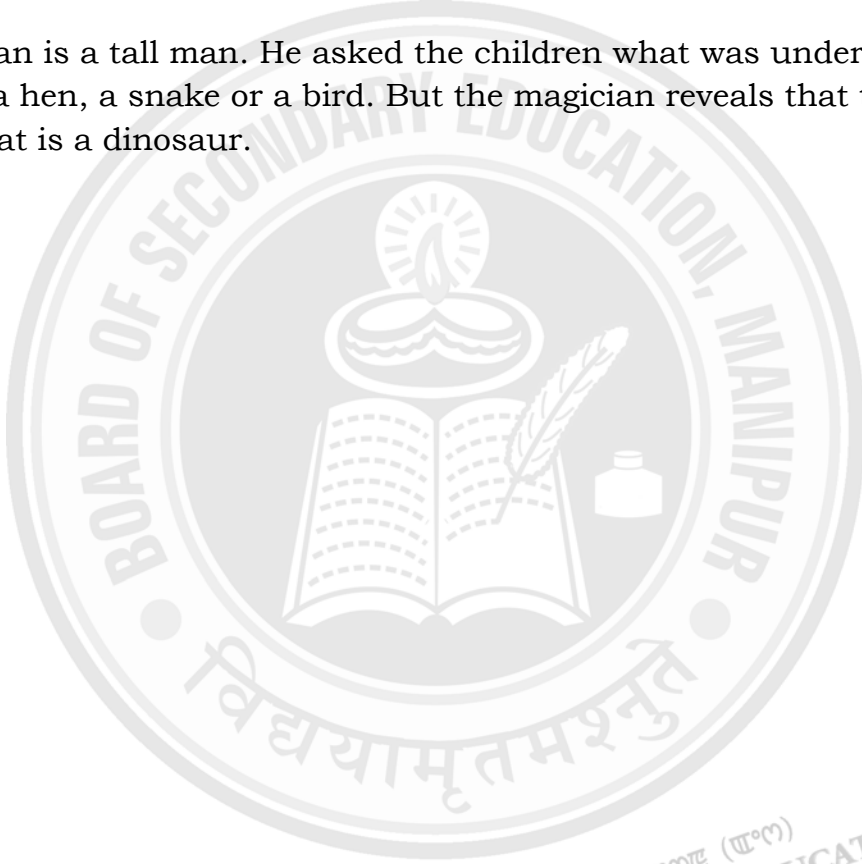 an is a tall man. He asked the children what was under
a hen, a snake or a bird. But the magician reveals that
at is a dinosaur.
BOARD OF SECONDARY EDUCATION, MANIPUR
विद्ययामृतमश्नुते